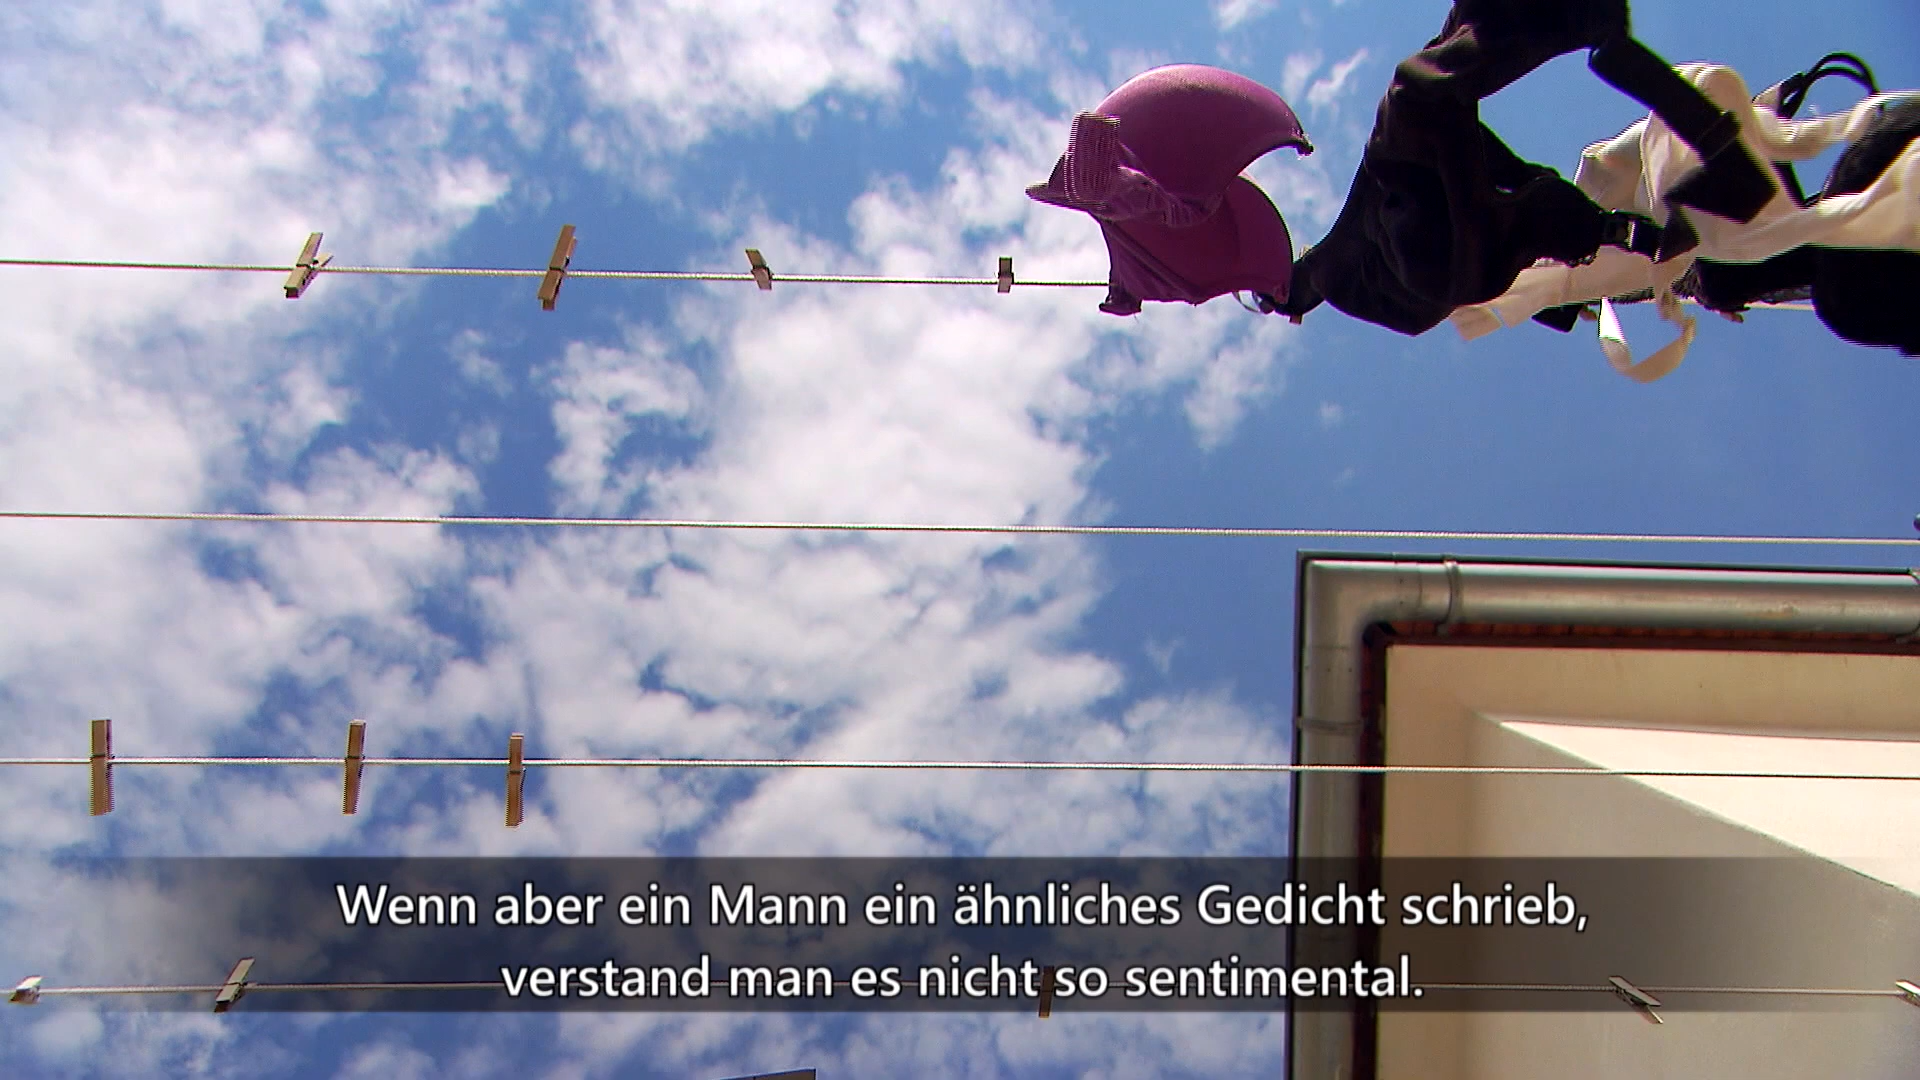 Wenn aber ein Mann ein ähnliches Gedicht schrieb,
verstand man es nicht so sentimental.